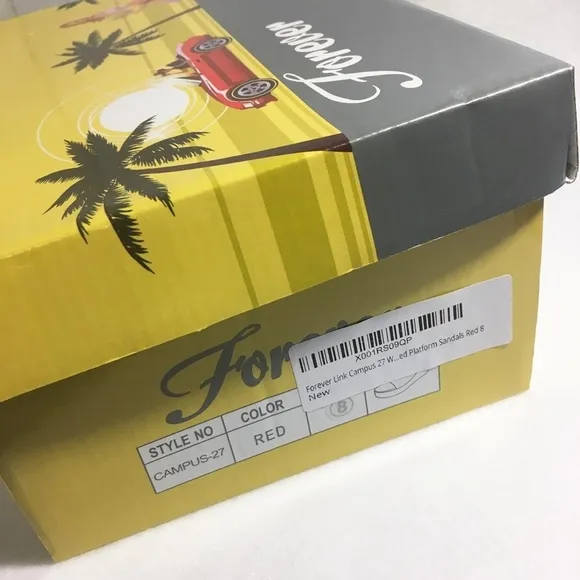 Forever
Forever
X001RS09QP
Forever Link Campus 27 W...ed Platform Sandals Red 8
New
STYLE NO COLOR
CAMPUS-27 RED 8